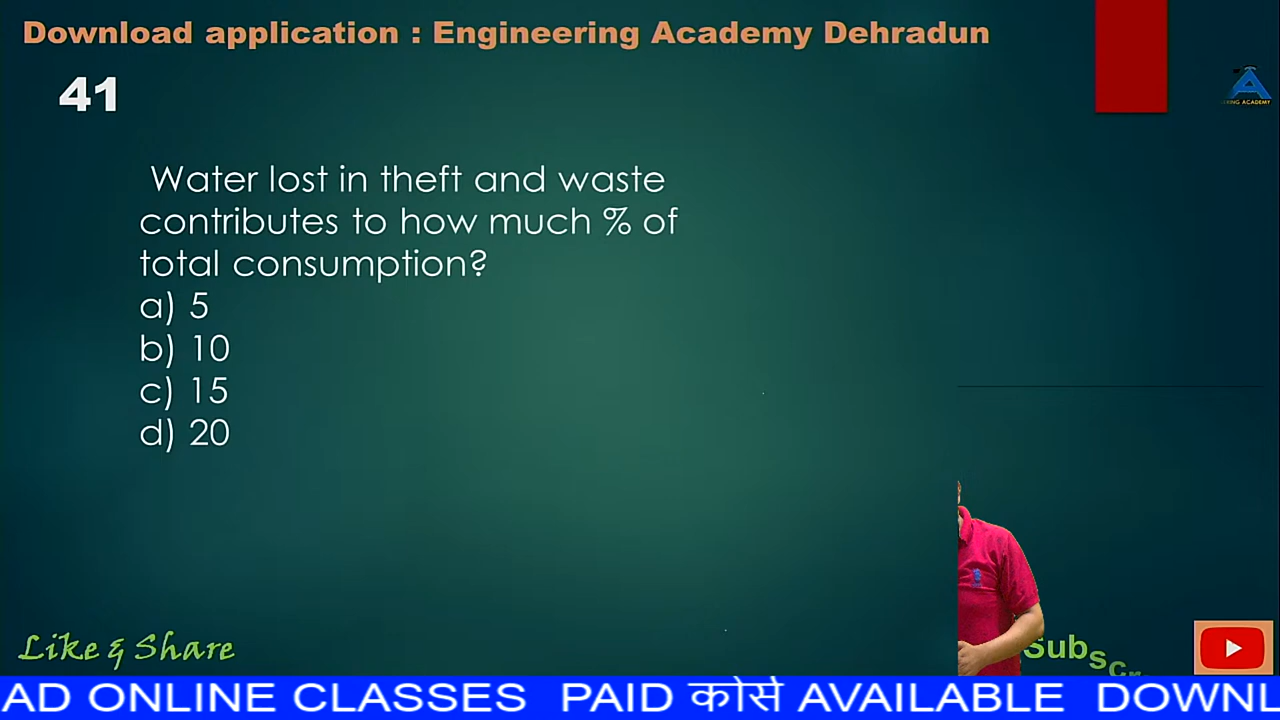 Download application : Engineering Academy Dehradun
41
Water lost in theft and waste
contributes to how much % of
total consumption?
a) 5
b) 10
c) 15
d) 20
Like & Share
Subsc
AD ONLINE CLASSES PAID कोर्स AVAILABLE DOWNL